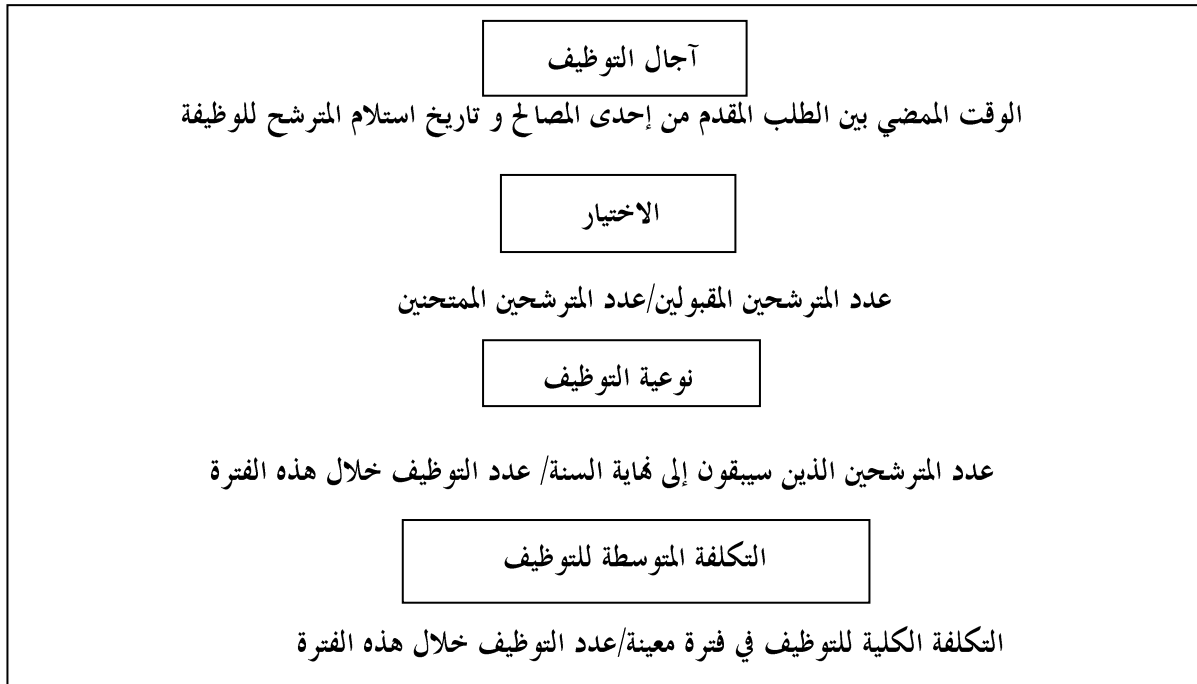 آجال التوظيف
الوقت الممضي بين الطلب المقدم من إحدى المصالح و تاريخ استلام المترشح للوظيفة
الاختيار
عدد المترشحين المقبولين/عدد المترشحين الممتحنين
نوعية التوظيف
عدد المترشحين الذين سيبقون إلى نهاية السنة/ عدد التوظيف خلال هذه الفترة
التكلفة المتوسطة للتوظيف
التكلفة الكلية للتوظيف في فترة معينة/عدد التوظيف خلال هذه الفترة